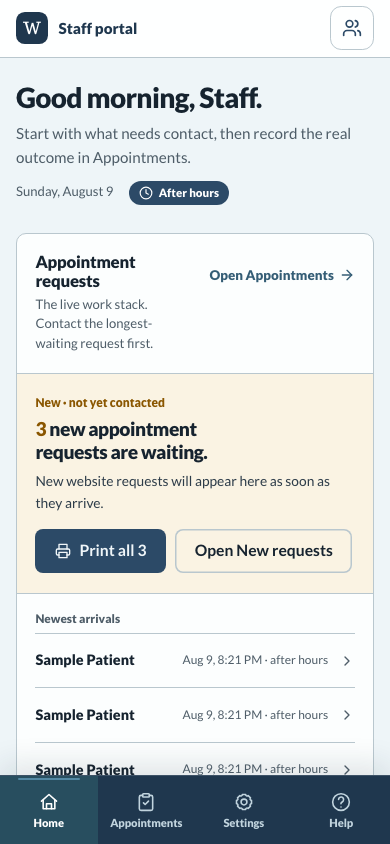 W Staff portal
Good morning, Staff.
Start with what needs contact, then record the real
outcome in Appointments.
Sunday, August 9 After hours
Appointment
requests
Open Appointments →
The live work stack.
Contact the longest-
waiting request first.
New · not yet contacted
3 new appointment
requests are waiting.
New website requests will appear here as soon as
they arrive.
Print all 3 Open New requests
Newest arrivals
Sample Patient Aug 9, 8:21 PM · after hours
Sample Patient Aug 9, 8:21 PM · after hours
Sample Patient Aug 9, 8:21 PM · after hours
Home Appointments Settings Help